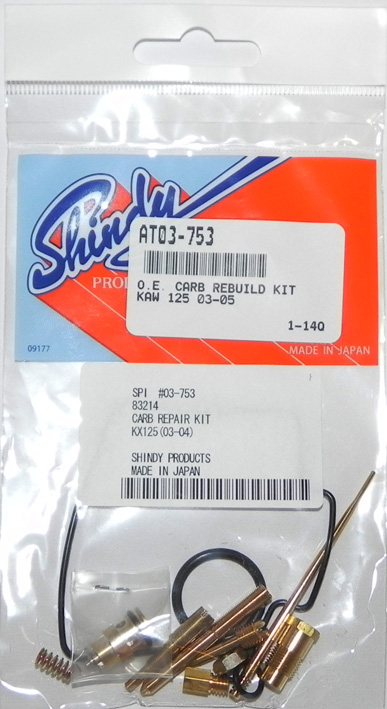 Shindy
PRO
AT03-753
O.E. CARB REBUILD KIT
KAW 125 03-05
1-14Q
09177
MADE IN JAPAN
SPI #03-753
83214
CARB REPAIR KIT
KX125(03-04)
SHINDY PRODUCTS
MADE IN JAPAN